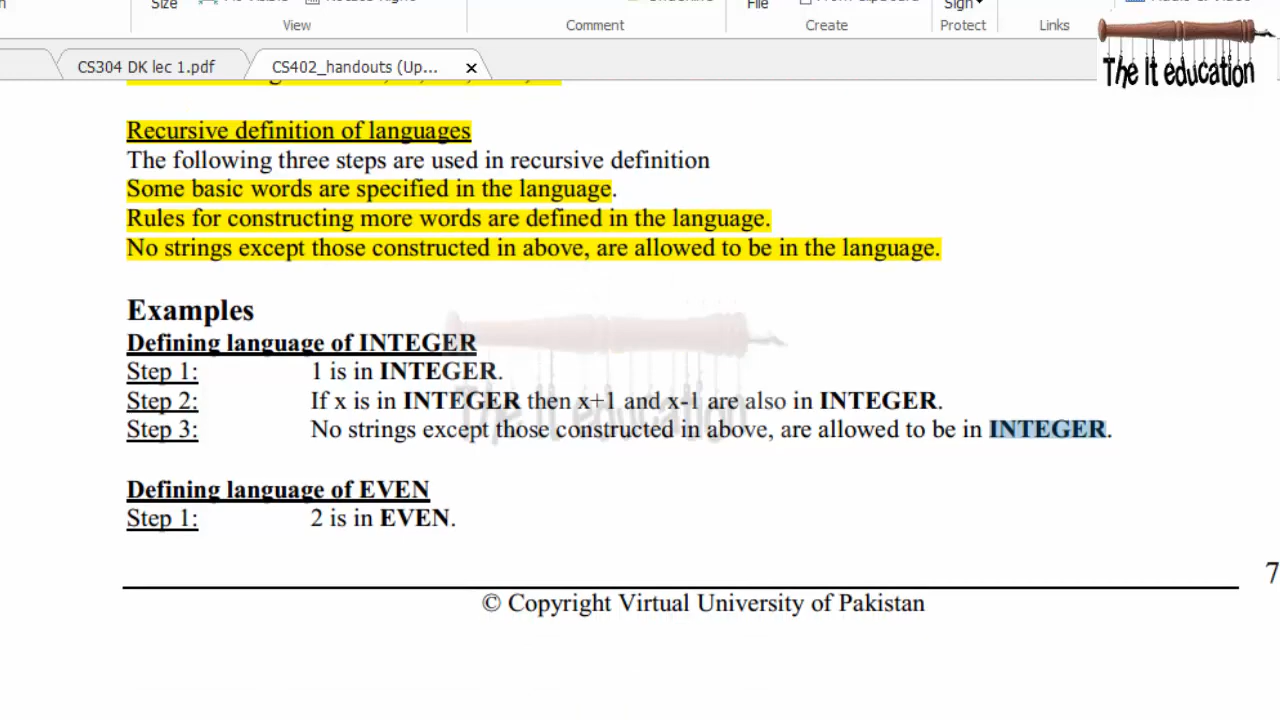 Size
View
Comment
File
Create
Sign
Protect
Links
The It education
CS304 DK lec 1.pdf
CS402_handouts (Up... ×
Recursive definition of languages
The following three steps are used in recursive definition
Some basic words are specified in the language.
Rules for constructing more words are defined in the language.
No strings except those constructed in above, are allowed to be in the language.
Examples
Defining language of INTEGER
Step 1: 1 is in INTEGER.
Step 2: If x is in INTEGER then x+1 and x-1 are also in INTEGER.
Step 3: No strings except those constructed in above, are allowed to be in INTEGER.
The It education
Defining language of EVEN
Step 1: 2 is in EVEN.
7
© Copyright Virtual University of Pakistan